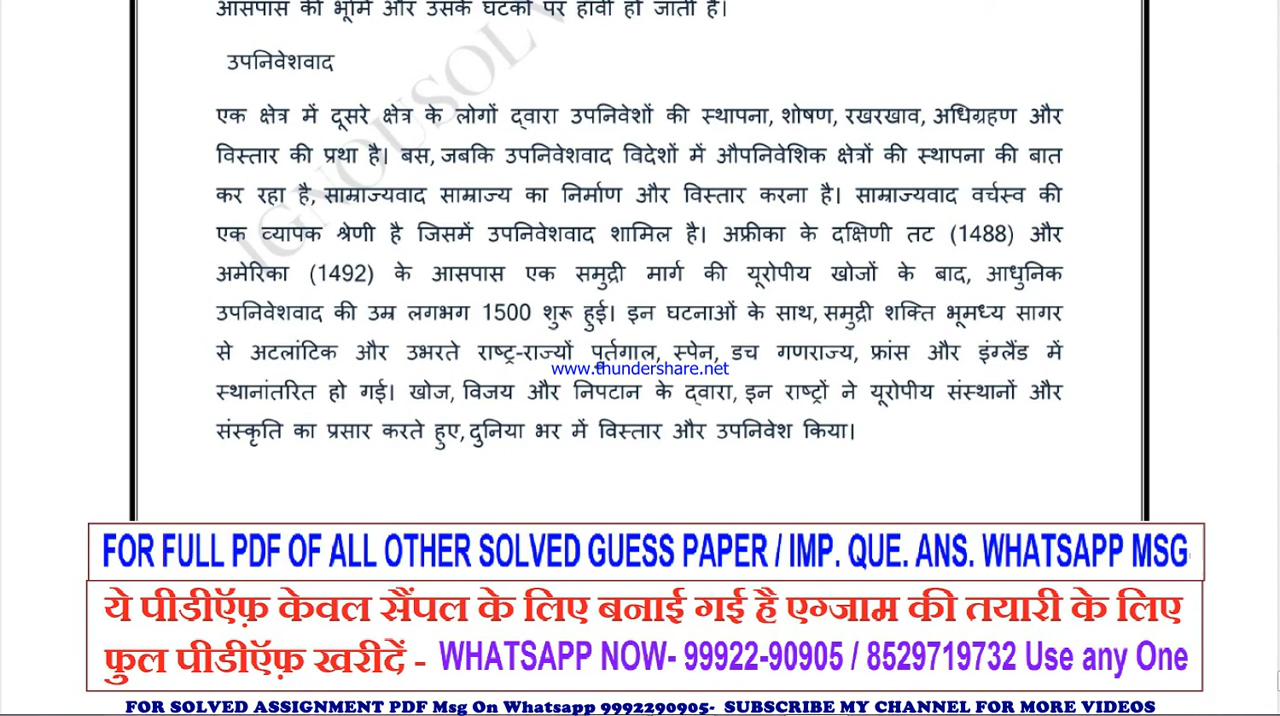 आसपास की भूमि और उसके घटकों पर हावी हो जाती है।
उपनिवेशवाद
एक क्षेत्र में दूसरे क्षेत्र के लोगों द्वारा उपनिवेशों की स्थापना, शोषण, रखरखाव, अधिग्रहण और
विस्तार की प्रथा है। बस, जबकि उपनिवेशवाद विदेशों में औपनिवेशिक क्षेत्रों की स्थापना की बात
कर रहा है, साम्राज्यवाद साम्राज्य का निर्माण और विस्तार करना है। साम्राज्यवाद वर्चस्व की
एक व्यापक श्रेणी है जिसमें उपनिवेशवाद शामिल है। अफ्रीका के दक्षिणी तट (1488) और
अमेरिका (1492) के आसपास एक समुद्री मार्ग की यूरोपीय खोजों के बाद, आधुनिक
उपनिवेशवाद की उम्र लगभग 1500 शुरू हुई। इन घटनाओं के साथ, समुद्री शक्ति भूमध्य सागर
से अटलांटिक और उभरते राष्ट्र-राज्यों पुर्तगाल, स्पेन, डच गणराज्य, फ्रांस और इंग्लैंड में
www.thundershare.net
स्थानांतरित हो गई। खोज, विजय और निपटान के द्वारा, इन राष्ट्रों ने यूरोपीय संस्थानों और
संस्कृति का प्रसार करते हुए, दुनिया भर में विस्तार और उपनिवेश किया।
IGNOUSOLV
FOR FULL PDF OF ALL OTHER SOLVED GUESS PAPER / IMP. QUE. ANS. WHATSAPP MSG
ये पीडीऍफ़ केवल सैंपल के लिए बनाई गई है एग्जाम की तयारी के लिए
फुल पीडीऍफ़ खरीदें - WHATSAPP NOW- 99922-90905 / 8529719732 Use any One
FOR SOLVED ASSIGNMENT PDF Msg On Whatsapp 9992290905- SUBSCRIBE MY CHANNEL FOR MORE VIDEOS